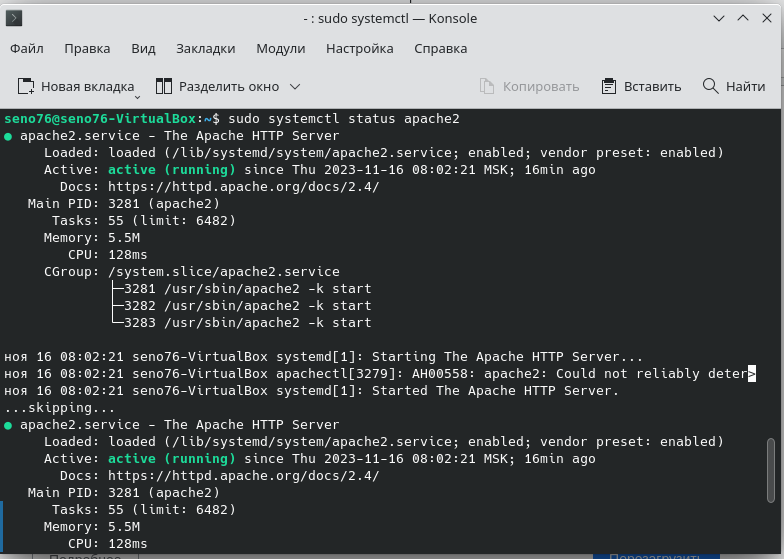 - : sudo systemctl — Konsole
Файл Правка Вид Закладки Модули Настройка Справка
Новая вкладка Разделить окно Копировать Вставить Найти
seno76@seno76-VirtualBox:~$ sudo systemctl status apache2
● apache2.service - The Apache HTTP Server
     Loaded: loaded (/lib/systemd/system/apache2.service; enabled; vendor preset: enabled)
     Active: active (running) since Thu 2023-11-16 08:02:21 MSK; 16min ago
       Docs: https://httpd.apache.org/docs/2.4/
   Main PID: 3281 (apache2)
      Tasks: 55 (limit: 6482)
     Memory: 5.5M
        CPU: 128ms
     CGroup: /system.slice/apache2.service
             ├─3281 /usr/sbin/apache2 -k start
             ├─3282 /usr/sbin/apache2 -k start
             └─3283 /usr/sbin/apache2 -k start
ноя 16 08:02:21 seno76-VirtualBox systemd[1]: Starting The Apache HTTP Server...
ноя 16 08:02:21 seno76-VirtualBox apachectl[3279]: AH00558: apache2: Could not reliably deter>
ноя 16 08:02:21 seno76-VirtualBox systemd[1]: Started The Apache HTTP Server.
...skipping...
● apache2.service - The Apache HTTP Server
     Loaded: loaded (/lib/systemd/system/apache2.service; enabled; vendor preset: enabled)
     Active: active (running) since Thu 2023-11-16 08:02:21 MSK; 16min ago
       Docs: https://httpd.apache.org/docs/2.4/
   Main PID: 3281 (apache2)
      Tasks: 55 (limit: 6482)
     Memory: 5.5M
        CPU: 128ms